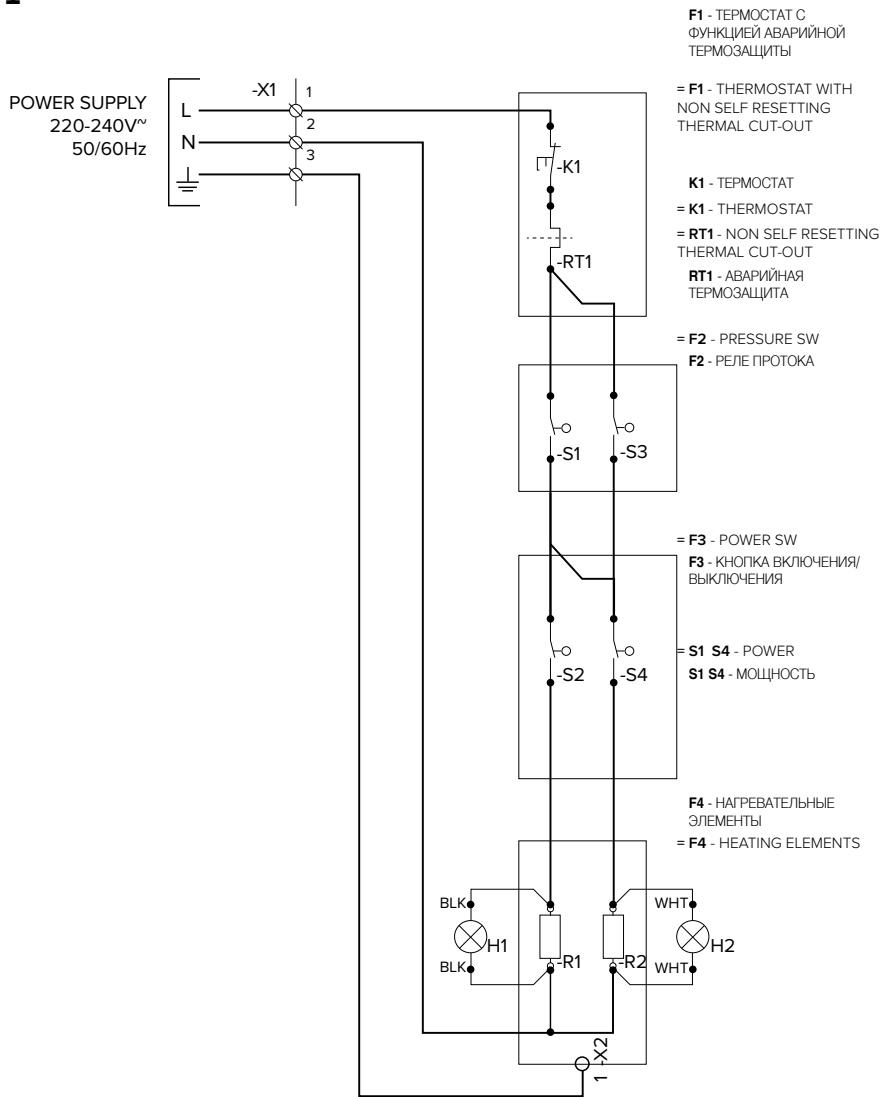 F1 - ТЕРМОСТАТ С
ФУНКЦИЕЙ АВАРИЙНОЙ
ТЕРМОЗАЩИТЫ
= F1 - THERMOSTAT WITH
NON SELF RESETTING
THERMAL CUT-OUT
POWER SUPPLY
220-240V~
50/60Hz
L
N
-X1
1
2
3
-K1
-RT1
K1 - ТЕРМОСТАТ
= K1 - THERMOSTAT
= RT1 - NON SELF RESETTING
THERMAL CUT-OUT
RT1 - АВАРИЙНАЯ
ТЕРМОЗАЩИТА
= F2 - PRESSURE SW
F2 - РЕЛЕ ПРОТОКА
-S1
-S3
= F3 - POWER SW
F3 - КНОПКА ВКЛЮЧЕНИЯ/
ВЫКЛЮЧЕНИЯ
-S2
-S4
= S1 S4 - POWER
S1 S4 - МОЩНОСТЬ
F4 - НАГРЕВАТЕЛЬНЫЕ
ЭЛЕМЕНТЫ
= F4 - HEATING ELEMENTS
BLK
WHT
H1
-R1
-R2
H2
BLK
WHT
1 -X2